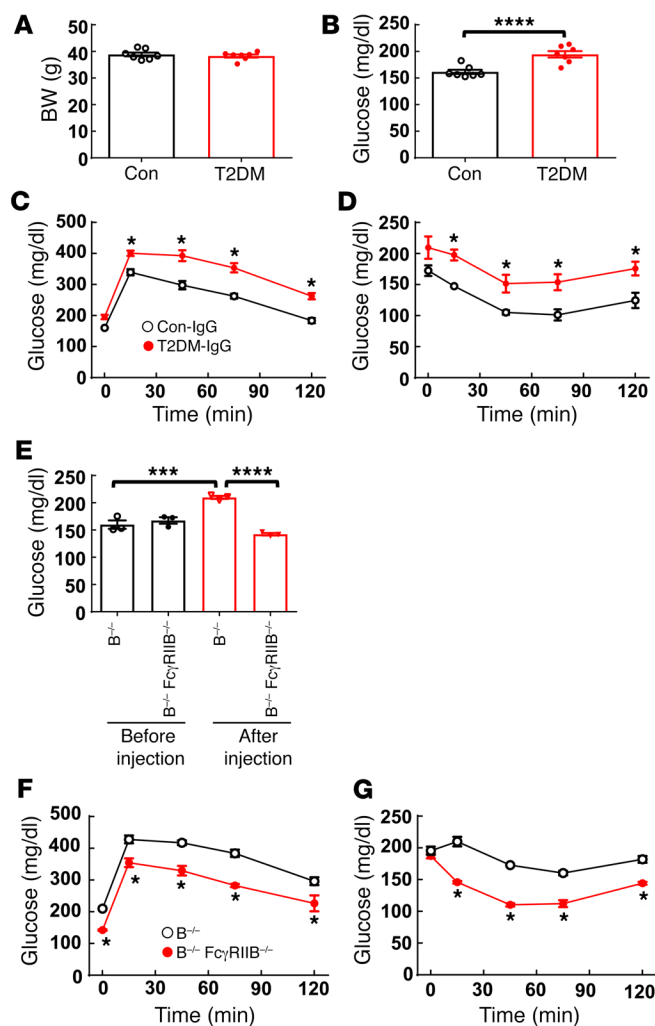 A
BW (g)
50
40
30
20
10
0
Con
T2DM
B
Glucose (mg/dl)
250
200
150
100
50
0
****
Con
T2DM
C
Glucose (mg/dl)
500
400
300
200
100
*
*
*
*
Con-IgG
T2DM-IgG
0 30 60 90 120
Time (min)
D
Glucose (mg/dl)
250
200
150
100
50
0
*
*
*
*
0 30 60 90 120
Time (min)
E
Glucose (mg/dl)
250
200
150
100
50
0
***
****
B–/–
B–/– FcγRIIB–/–
B–/–
B–/– FcγRIIB–/–
Before injection
After injection
F
Glucose (mg/dl)
500
400
300
200
100
0
*
*
*
*
*
B–/–
B–/– FcγRIIB–/–
0 30 60 90 120
Time (min)
G
Glucose (mg/dl)
250
200
150
100
50
0
*
*
*
*
0 30 60 90 120
Time (min)